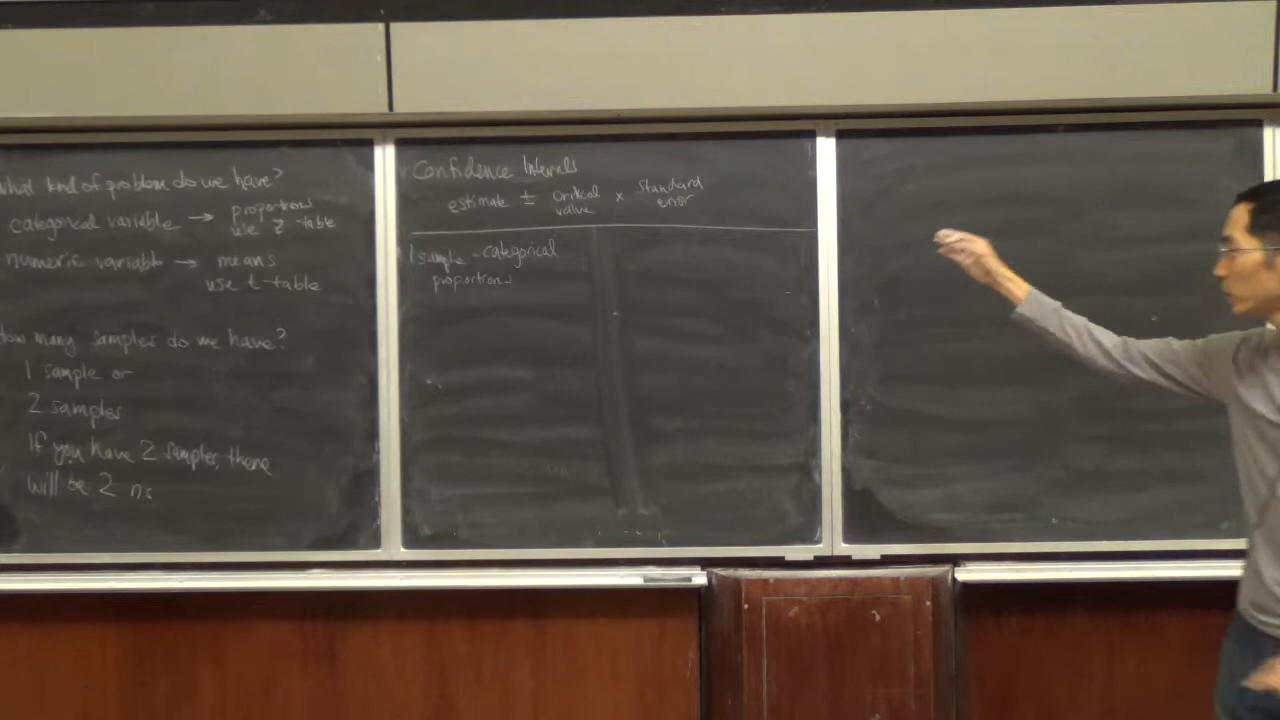 What kind of problem do we have?
categorical variable → proportions
use z-table
numeric variable → means
use t-table
How many samples do we have?
1 sample or
2 samples
If you have 2 samples, there
will be 2 ns
Confidence Intervals
estimate ± critical value × standard error
1 sample - categorical
proportions